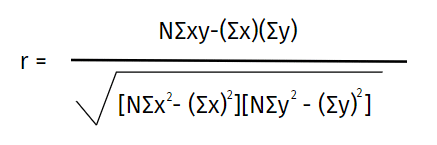 NΣxy-(Σx)(Σy)
r =
[NΣx²- (Σx)²][NΣy² - (Σy)²]